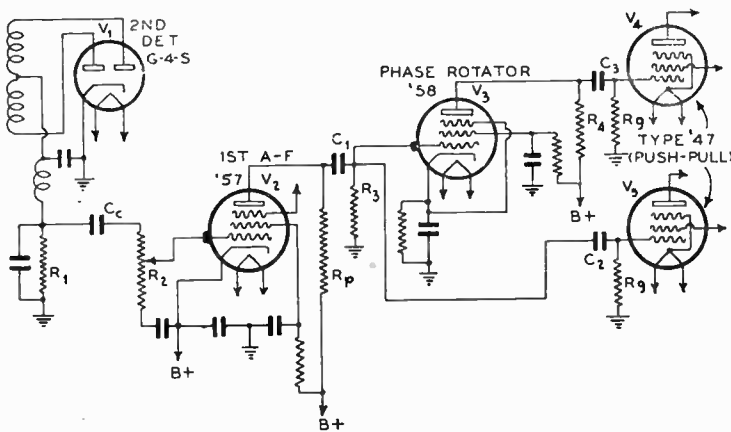 V1
2ND
DET
G-4-S
CC
R1
R2
1ST A-F
'57
V2
B+
C1
R3
Rp
B+
PHASE ROTATOR
'58
V3
C3
R4
Rg
B+
V4
TYPE '47
(PUSH-PULL)
C2
Rg
V5